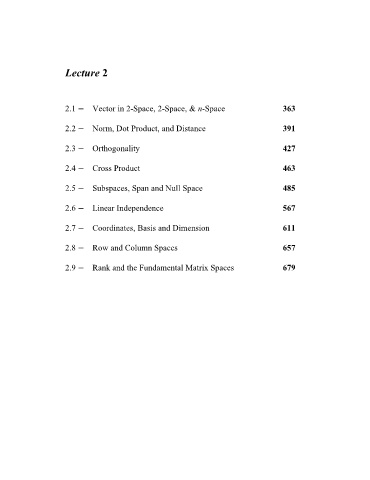 Lecture 2
2.1 – Vector in 2-Space, 2-Space, & n-Space 363
2.2 – Norm, Dot Product, and Distance 391
2.3 – Orthogonality 427
2.4 – Cross Product 463
2.5 – Subspaces, Span and Null Space 485
2.6 – Linear Independence 567
2.7 – Coordinates, Basis and Dimension 611
2.8 – Row and Column Spaces 657
2.9 – Rank and the Fundamental Matrix Spaces 679